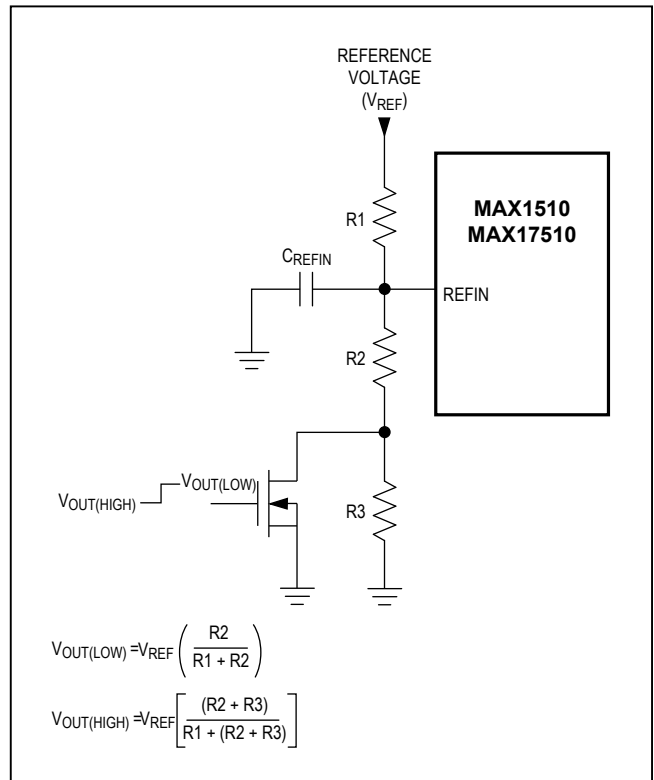 REFERENCE
VOLTAGE
(VREF)
R1
MAX1510
MAX17510
CREFIN
REFIN
R2
VOUT(LOW)
VOUT(HIGH)
R3
VOUT(LOW) =VREF ( R2 / R1 + R2 )
VOUT(HIGH) =VREF[ (R2 + R3) / R1 + (R2 + R3) ]